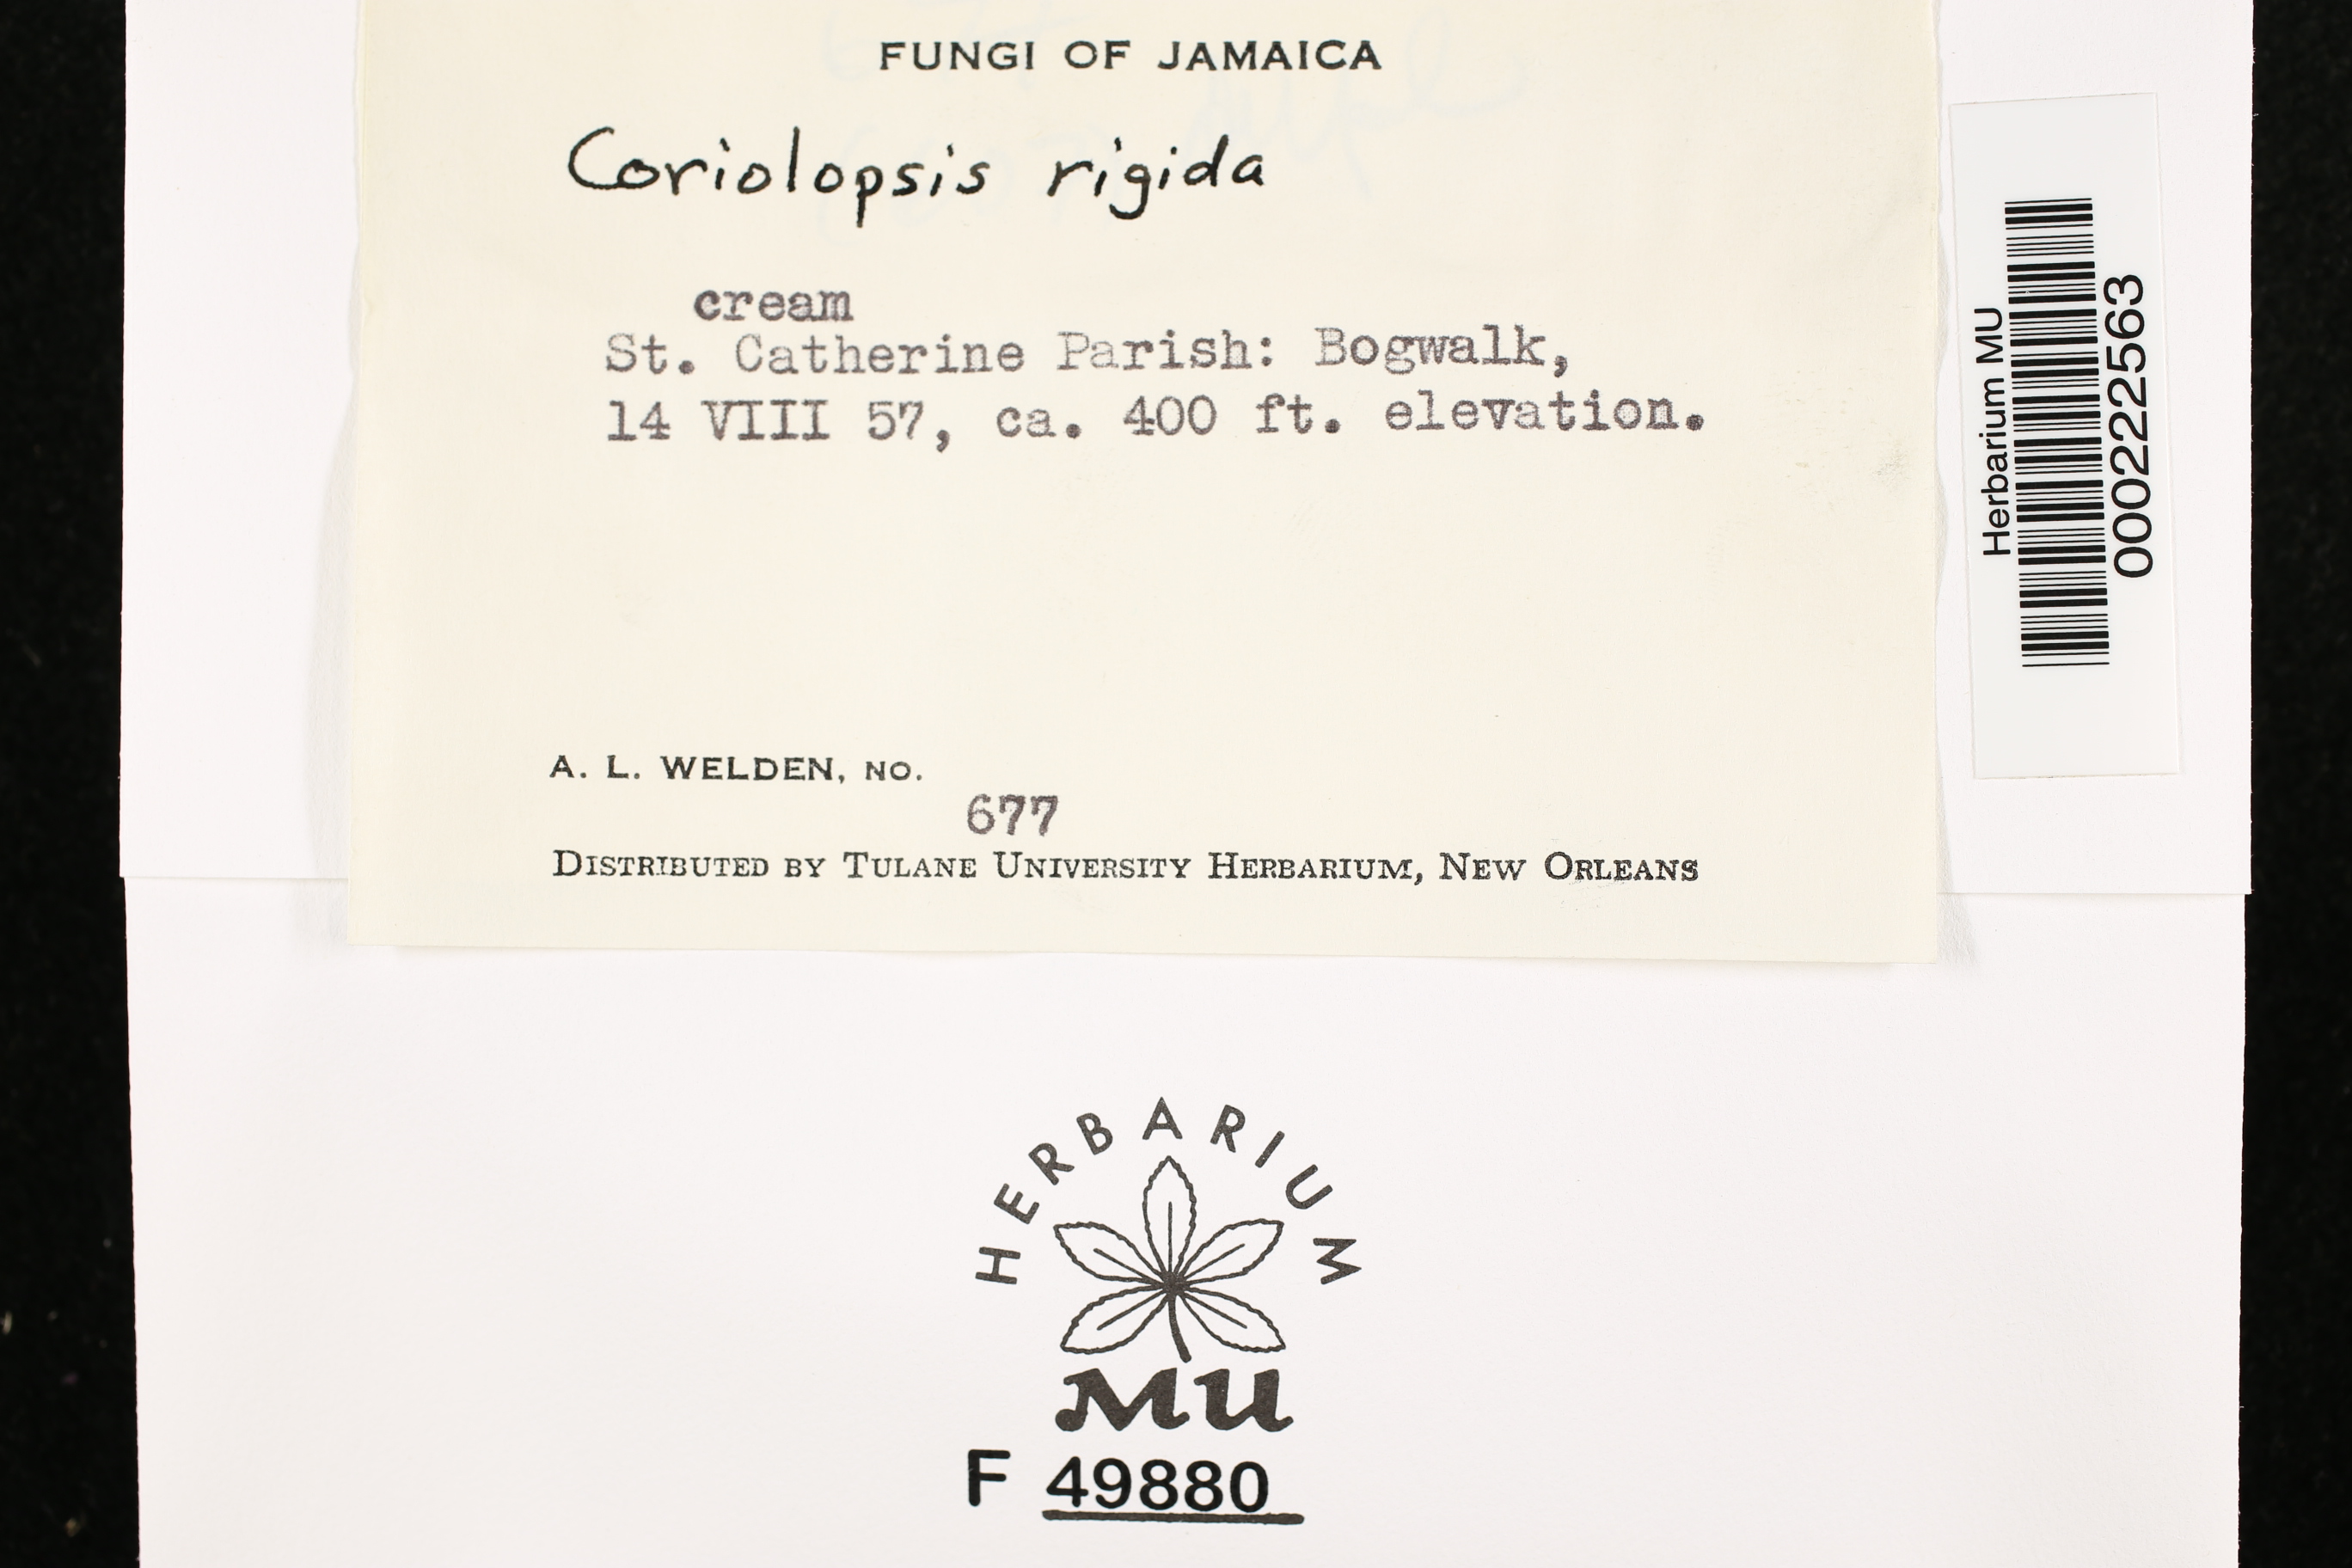 FUNGI OF JAMAICA
Coriolopsis rigida
cream
St. Catherine Parish: Bogwalk,
14 VIII 57, ca. 400 ft. elevation.
A. L. WELDEN, NO.
677
DISTRIBUTED BY TULANE UNIVERSITY HERBARIUM, NEW ORLEANS
Herbarium MU
000222563
HERBARIUM
MU
F 49880